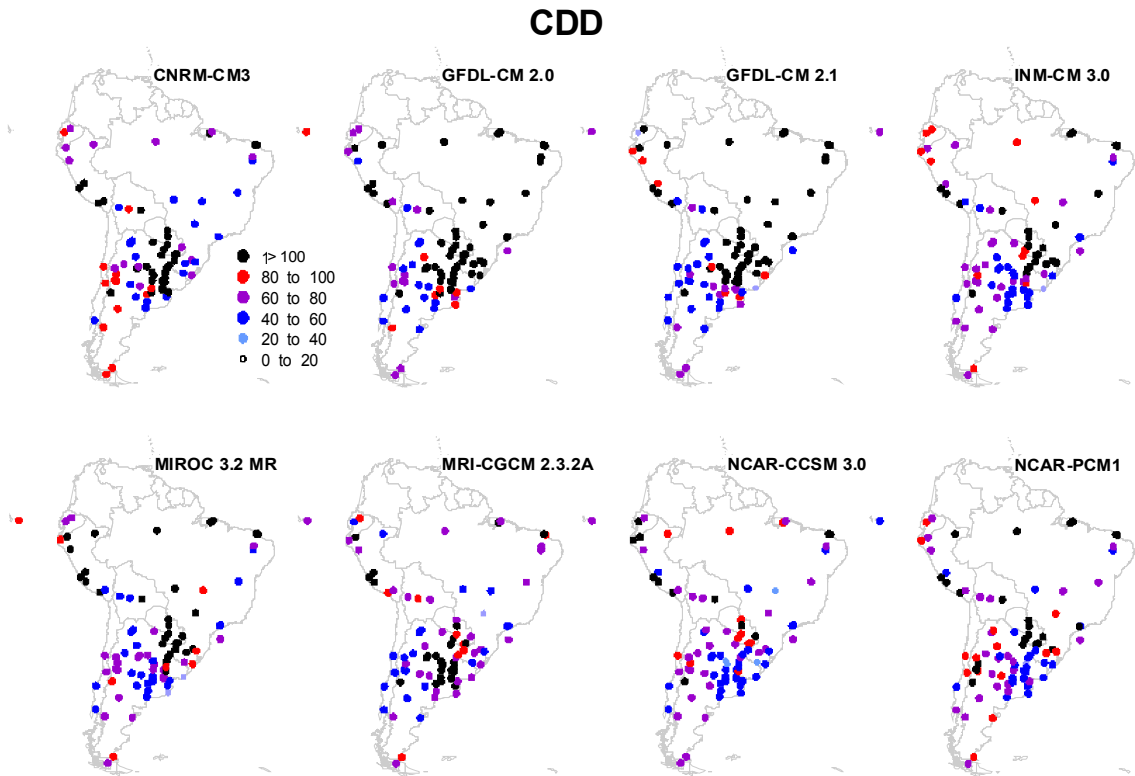 CDD
CNRM-CM3
GFDL-CM 2.0
GFDL-CM 2.1
INM-CM 3.0
> 100
80 to 100
60 to 80
40 to 60
20 to 40
0 to 20
MIROC 3.2 MR
MRI-CGCM 2.3.2A
NCAR-CCSM 3.0
NCAR-PCM1